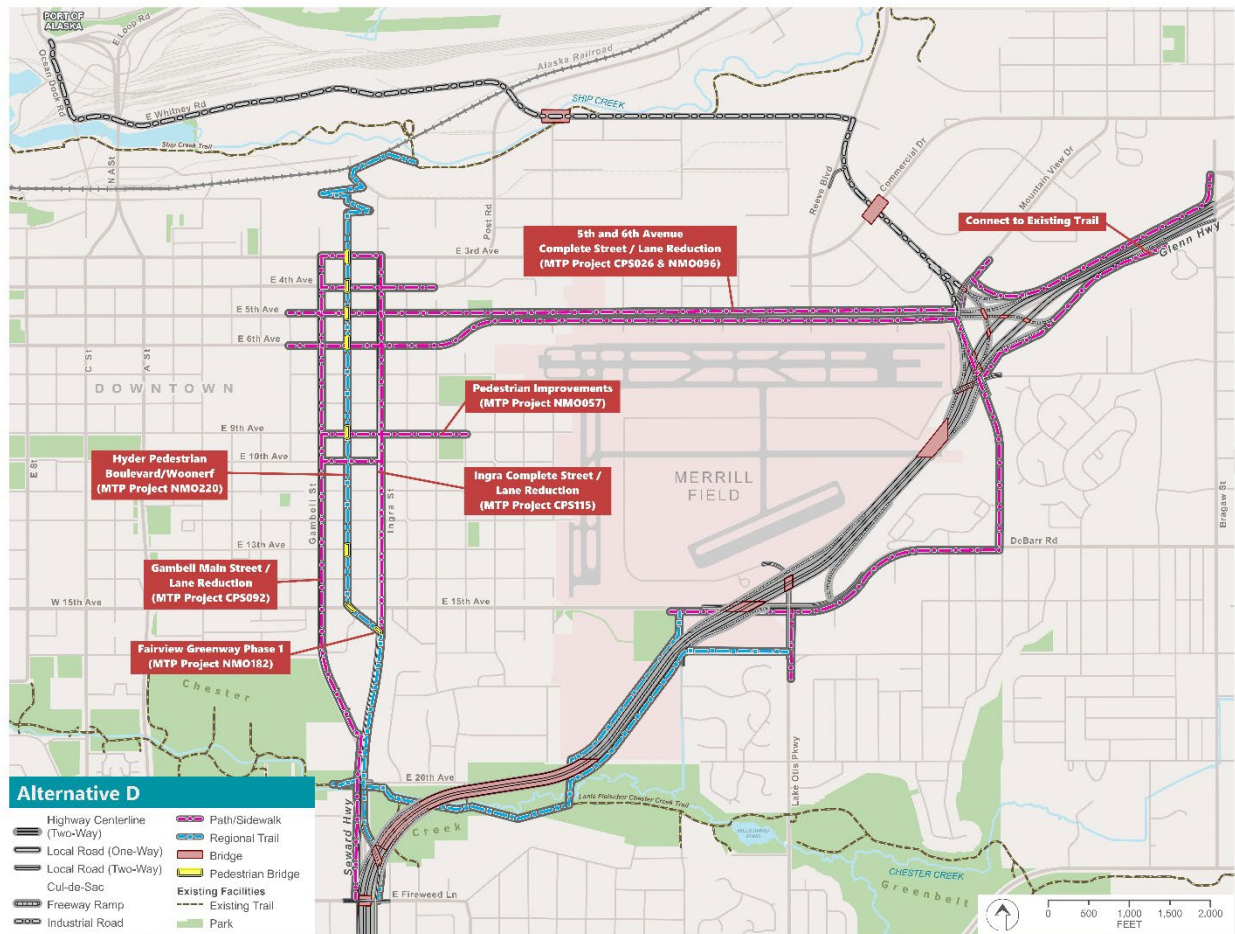 PORT OF
ALASKA
E Loop Rd
Ocean Dock Rd
E Whitney Rd
Alaska Railroad
SHIP CREEK
Ship Creek Trail
N A St
Post Rd
Reeve Blvd
Commercial Dr
Mountain View Dr
Connect to Existing Trail
Glenn Hwy
5th and 6th Avenue
Complete Street / Lane Reduction
(MTP Project CPS026 & NMO096)
E 3rd Ave
E 4th Ave
E 5th Ave
E 6th Ave
C St
A St
DOWNTOWN
Pedestrian Improvements
(MTP Project NMO057)
E 9th Ave
E 10th Ave
Hyder Pedestrian
Boulevard/Woonerf
(MTP Project NMO220)
Ingra Complete Street /
Lane Reduction
(MTP Project CPS115)
MERRILL
FIELD
E St
Gambell St
Ingra St
Bragaw St
E 13th Ave
DeBarr Rd
Gambell Main Street /
Lane Reduction
(MTP Project CPS092)
W 15th Ave
E 15th Ave
Fairview Greenway Phase 1
(MTP Project NMO182)
Chester
Creek
E 20th Ave
Lanie Fleischer Chester Creek Trail
Lake Otis Pkwy
Seward Hwy
E Fireweed Ln
CHESTER CREEK
Greenbelt
Alternative D
Highway Centerline
(Two-Way)
Local Road (One-Way)
Local Road (Two-Way)
Cul-de-Sac
Freeway Ramp
Industrial Road
Path/Sidewalk
Regional Trail
Bridge
Pedestrian Bridge
Existing Facilities
Existing Trail
Park
0 500 1,000 1,500 2,000
FEET